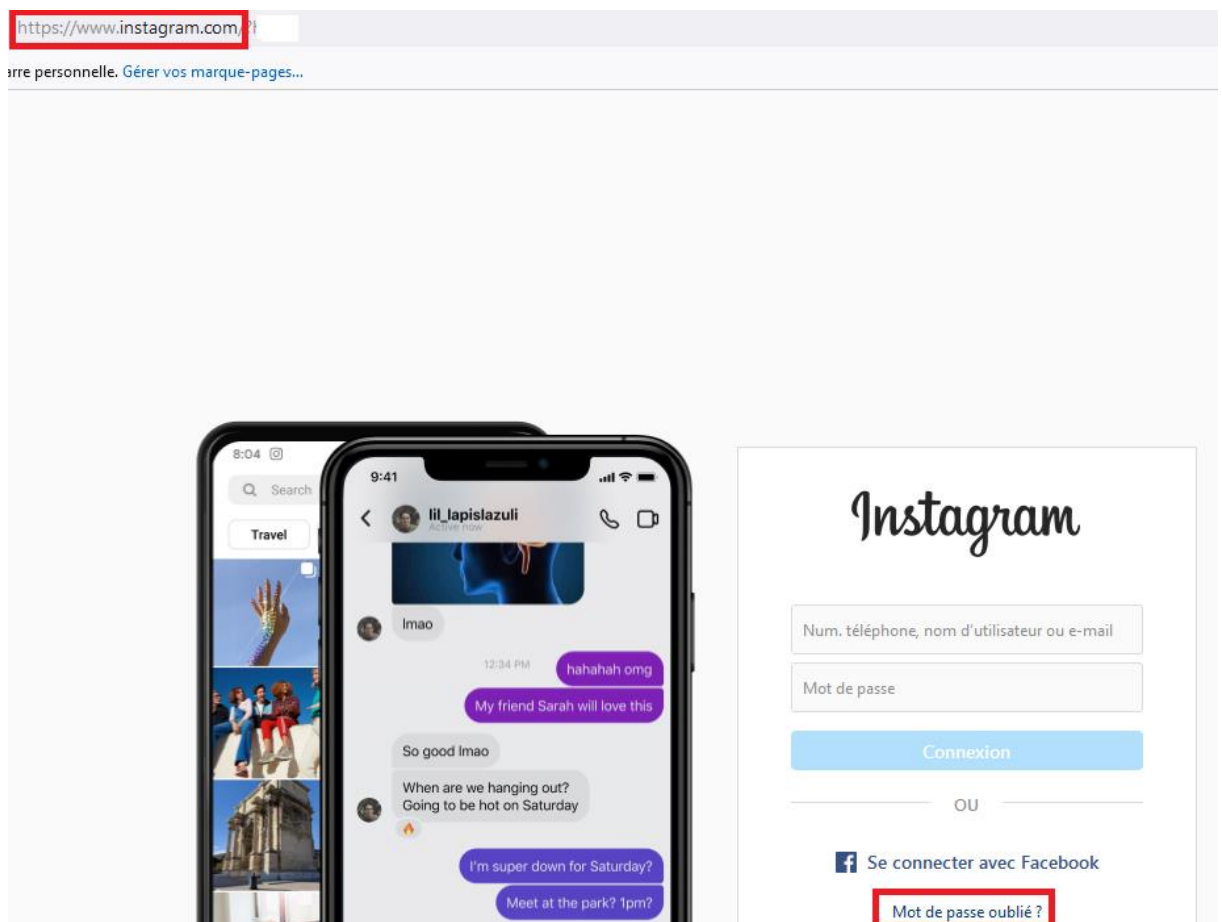 https://www.instagram.com/?
arre personnelle. Gérer vos marque-pages...
8:04
Search
Travel
9:41
lil_lapislazuli
Active now
lmao
12:34 PM
hahahah omg
My friend Sarah will love this
So good lmao
When are we hanging out?
Going to be hot on Saturday
I'm super down for Saturday?
Meet at the park? 1pm?
Instagram
Num. téléphone, nom d'utilisateur ou e-mail
Mot de passe
Connexion
OU
Se connecter avec Facebook
Mot de passe oublié ?